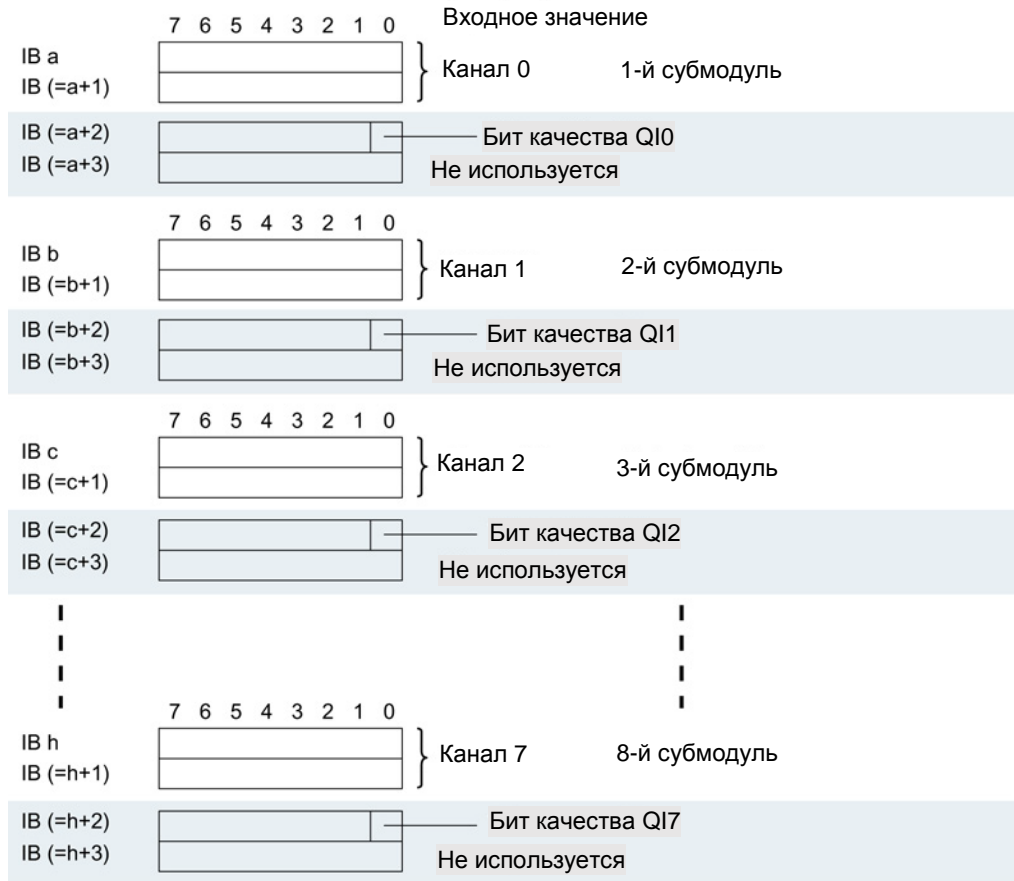 Входное значение
7 6 5 4 3 2 1 0
IB a
IB (=a+1)
Канал 0 1-й субмодуль
IB (=a+2)
Бит качества QI0
IB (=a+3)
Не используется
7 6 5 4 3 2 1 0
IB b
IB (=b+1)
Канал 1 2-й субмодуль
IB (=b+2)
Бит качества QI1
IB (=b+3)
Не используется
7 6 5 4 3 2 1 0
IB c
IB (=c+1)
Канал 2 3-й субмодуль
IB (=c+2)
Бит качества QI2
IB (=c+3)
Не используется
7 6 5 4 3 2 1 0
IB h
IB (=h+1)
Канал 7 8-й субмодуль
IB (=h+2)
Бит качества QI7
IB (=h+3)
Не используется